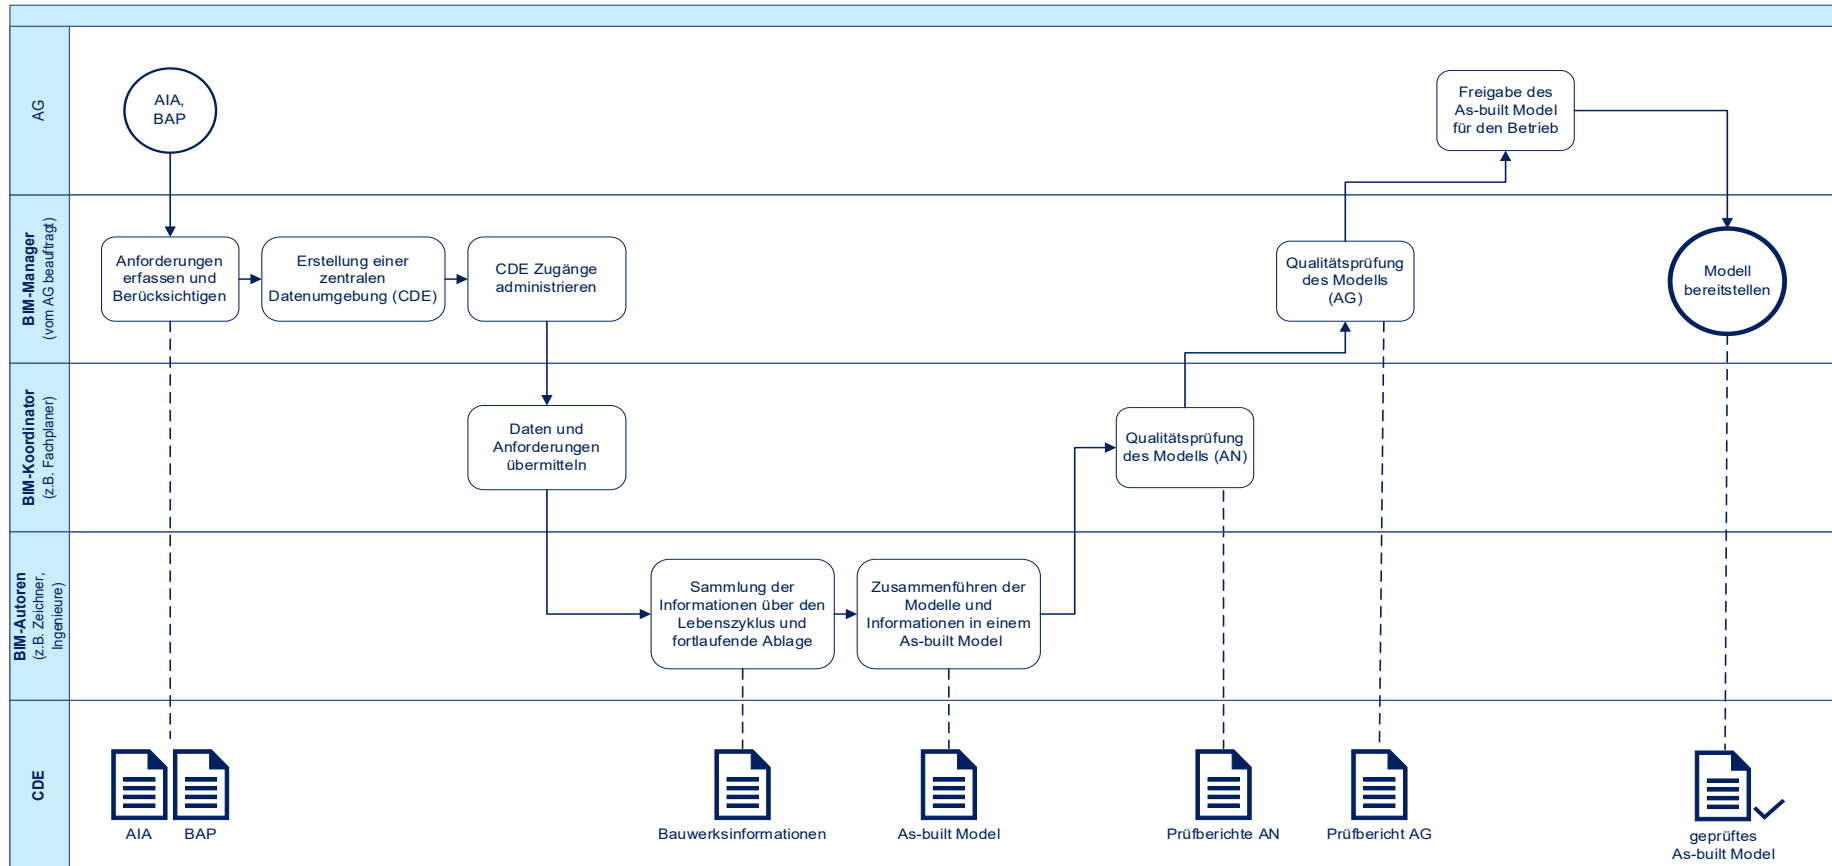 AG
AIA,
BAP
Freigabe des
As-built Model
für den Betrieb
BIM-Manager
(vom AG beauftragt)
Anforderungen
erfassen und
Berücksichtigen
Erstellung einer
zentralen
Datenumgebung (CDE)
CDE Zugänge
administrieren
Qualitätsprüfung
des Modells
(AG)
Modell
bereitstellen
BIM-Koordinator
(z.B. Fachplaner)
Daten und
Anforderungen
übermitteln
Qualitätsprüfung
des Modells (AN)
BIM-Autoren
(z.B. Zeichner,
Ingenieure)
Sammlung der
Informationen über den
Lebenszyklus und
fortlaufende Ablage
Zusammenführen der
Modelle und
Informationen in einem
As-built Model
CDE
AIA
BAP
Bauwerksinformationen
As-built Model
Prüfberichte AN
Prüfbericht AG
geprüftes
As-built Model